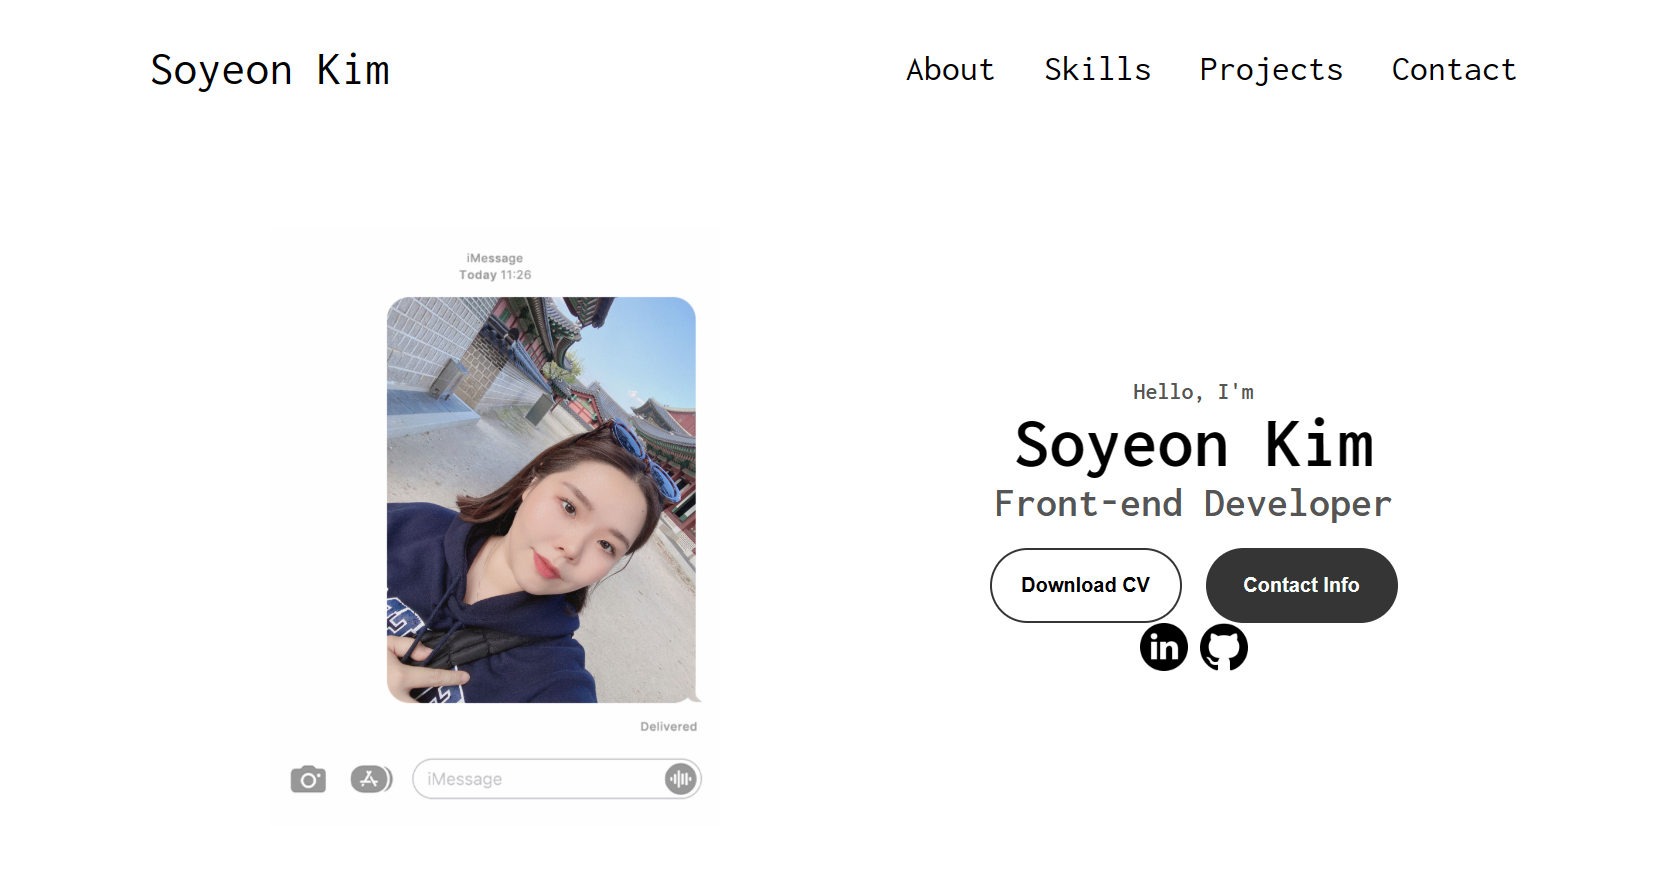 Soyeon Kim
About Skills Projects Contact
iMessage
Today 11:26
Delivered
iMessage
Hello, I'm
Soyeon Kim
Front-end Developer
Download CV
Contact Info
in